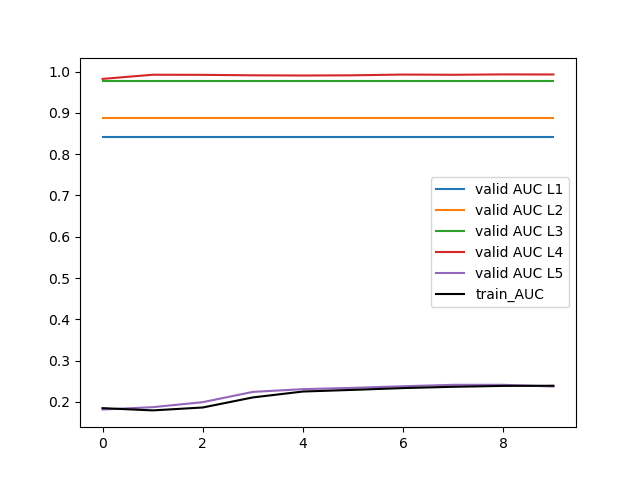 1.0
0.9
0.8
0.7
0.6
0.5
0.4
0.3
0.2
0 2 4 6 8
valid AUC L1
valid AUC L2
valid AUC L3
valid AUC L4
valid AUC L5
train_AUC